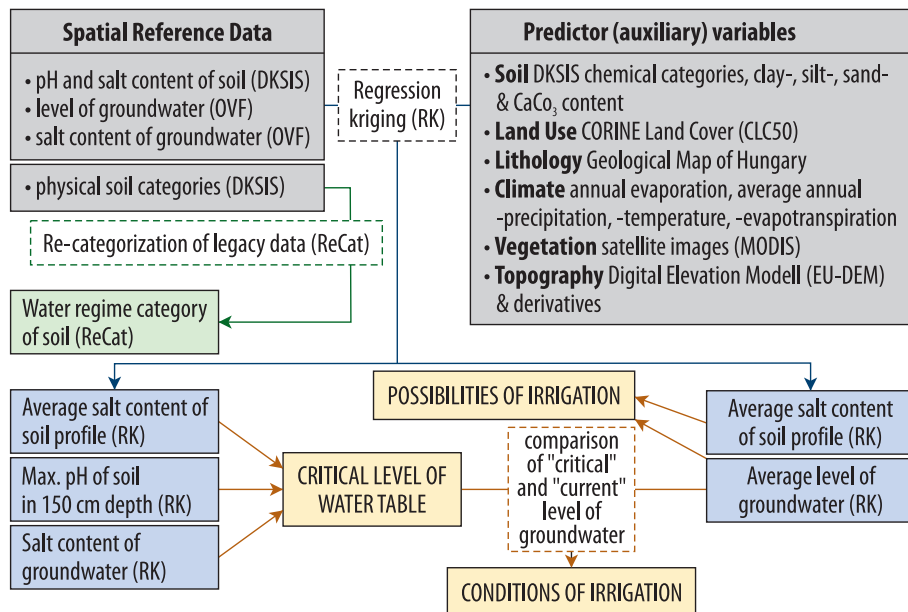 Spatial Reference Data
• pH and salt content of soil (DKSIS)
• level of groundwater (OVF)
• salt content of groundwater (OVF)
• physical soil categories (DKSIS)
Regression
kriging (RK)
Predictor (auxiliary) variables
• Soil DKSIS chemical categories, clay-, silt-, sand-
& CaCo₃ content
• Land Use CORINE Land Cover (CLC50)
• Lithology Geological Map of Hungary
• Climate annual evaporation, average annual
-precipitation, -temperature, -evapotranspiration
• Vegetation satellite images (MODIS)
• Topography Digital Elevation Modell (EU-DEM)
& derivatives
Re-categorization of legacy data (ReCat)
Water regime category
of soil (ReCat)
Average salt content of
soil profile (RK)
Max. pH of soil
in 150 cm depth (RK)
Salt content of
groundwater (RK)
CRITICAL LEVEL OF
WATER TABLE
POSSIBILITIES OF IRRIGATION
comparison
of "critical"
and "current"
level of
groundwater
Average salt content
of soil profile (RK)
Average level of
groundwater (RK)
CONDITIONS OF IRRIGATION